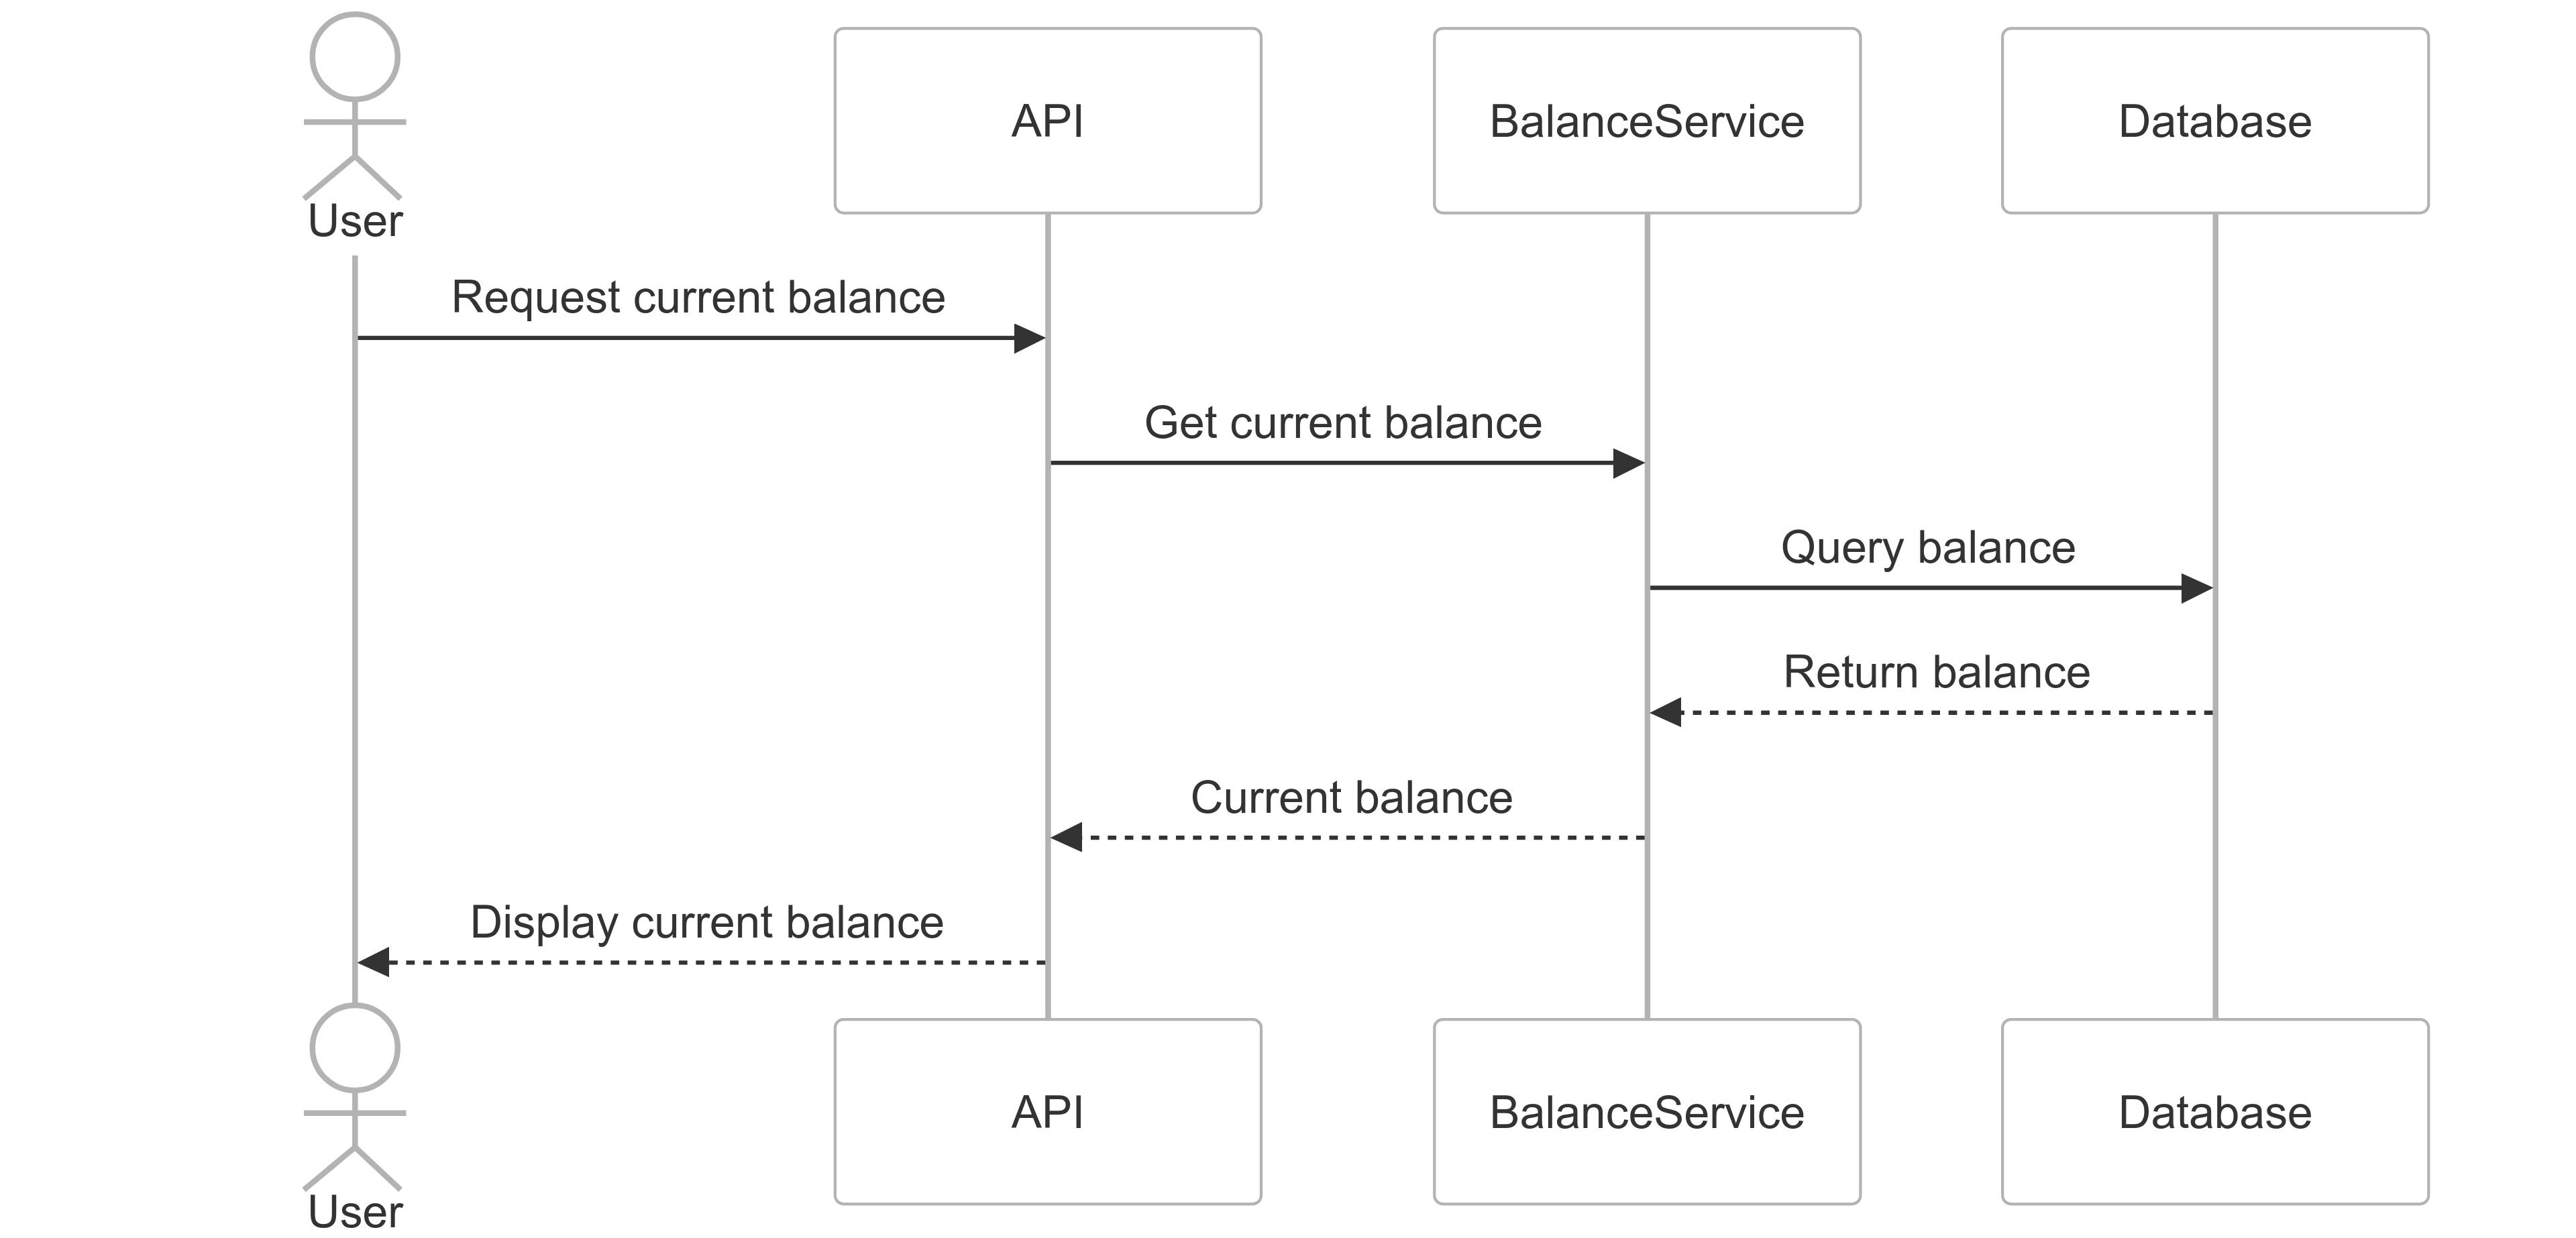 User
API
BalanceService
Database
Request current balance
Get current balance
Query balance
Return balance
Current balance
Display current balance
User
API
BalanceService
Database